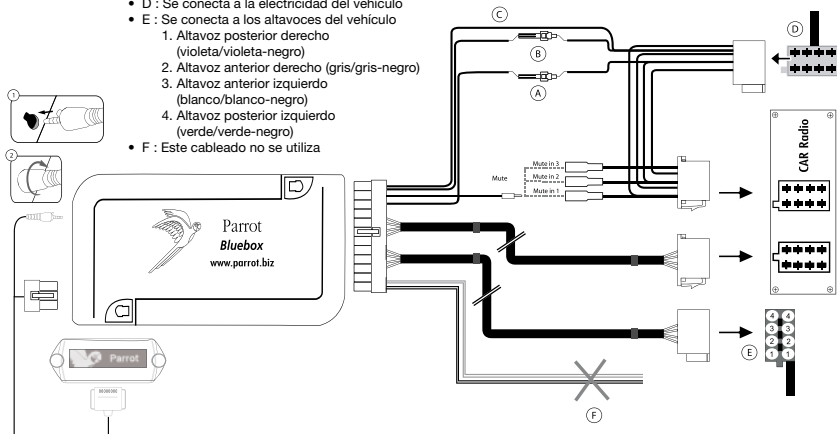 • D : Se conecta a la electricidad del vehículo
• E : Se conecta a los altavoces del vehículo
1. Altavoz posterior derecho
(violeta/violeta-negro)
2. Altavoz anterior derecho (gris/gris-negro)
3. Altavoz anterior izquierdo
(blanco/blanco-negro)
4. Altavoz posterior izquierdo
(verde/verde-negro)
• F : Este cableado no se utiliza
C
B
A
D
1
2
CAR Radio
Mute
Mute in 3
Mute in 2
Mute in 1
Parrot
Bluebox
www.parrot.biz
Parrot
4 4
3 3
2 2
1 1
E
F